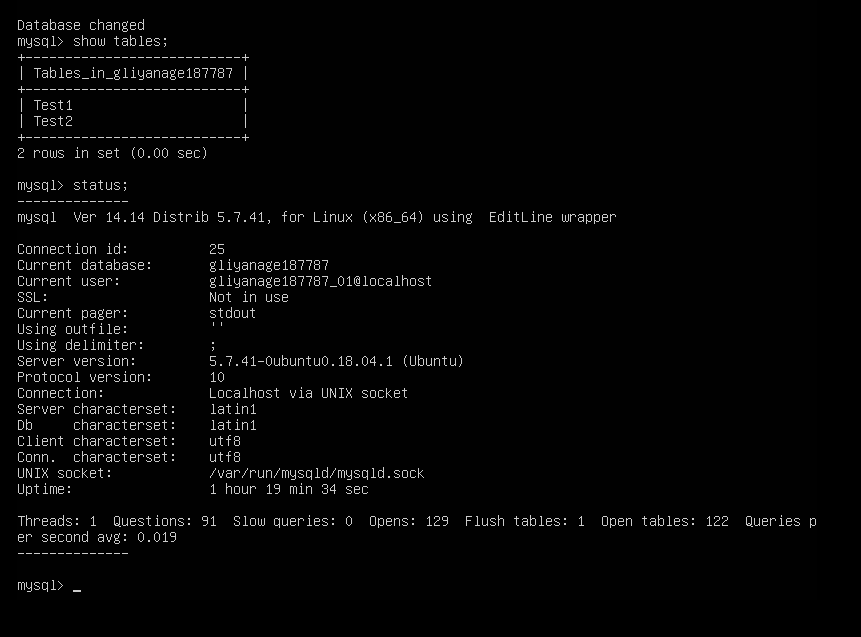 Database changed
mysql> show tables;
+---------------------------+
| Tables_in_gliyanage187787 |
+---------------------------+
| Test1                     |
| Test2                     |
+---------------------------+
2 rows in set (0.00 sec)

mysql> status;
--------------
mysql  Ver 14.14 Distrib 5.7.41, for Linux (x86_64) using  EditLine wrapper

Connection id:          25
Current database:       gliyanage187787
Current user:           gliyanage187787_01@localhost
SSL:                    Not in use
Current pager:          stdout
Using outfile:          ''
Using delimiter:        ;
Server version:         5.7.41-0ubuntu0.18.04.1 (Ubuntu)
Protocol version:       10
Connection:             Localhost via UNIX socket
Server characterset:    latin1
Db     characterset:    latin1
Client characterset:    utf8
Conn.  characterset:    utf8
UNIX socket:            /var/run/mysqld/mysqld.sock
Uptime:                 1 hour 19 min 34 sec

Threads: 1  Questions: 91  Slow queries: 0  Opens: 129  Flush tables: 1  Open tables: 122  Queries p
er second avg: 0.019
--------------

mysql> _